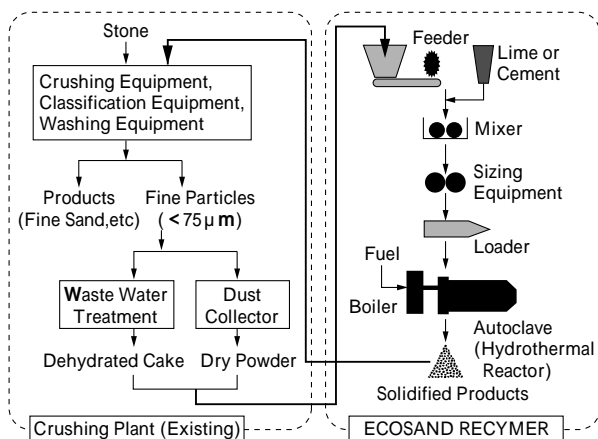 Stone
Crushing Equipment,
Classification Equipment,
Washing Equipment
Products
(Fine Sand,etc)
Fine Particles
(<75μm)
Waste Water
Treatment
Dust
Collector
Dehydrated Cake
Dry Powder
Crushing Plant (Existing)
Feeder
Lime or
Cement
Mixer
Sizing
Equipment
Loader
Fuel
Boiler
Autoclave
(Hydrothermal
Reactor)
Solidified Products
ECOSAND RECYMER